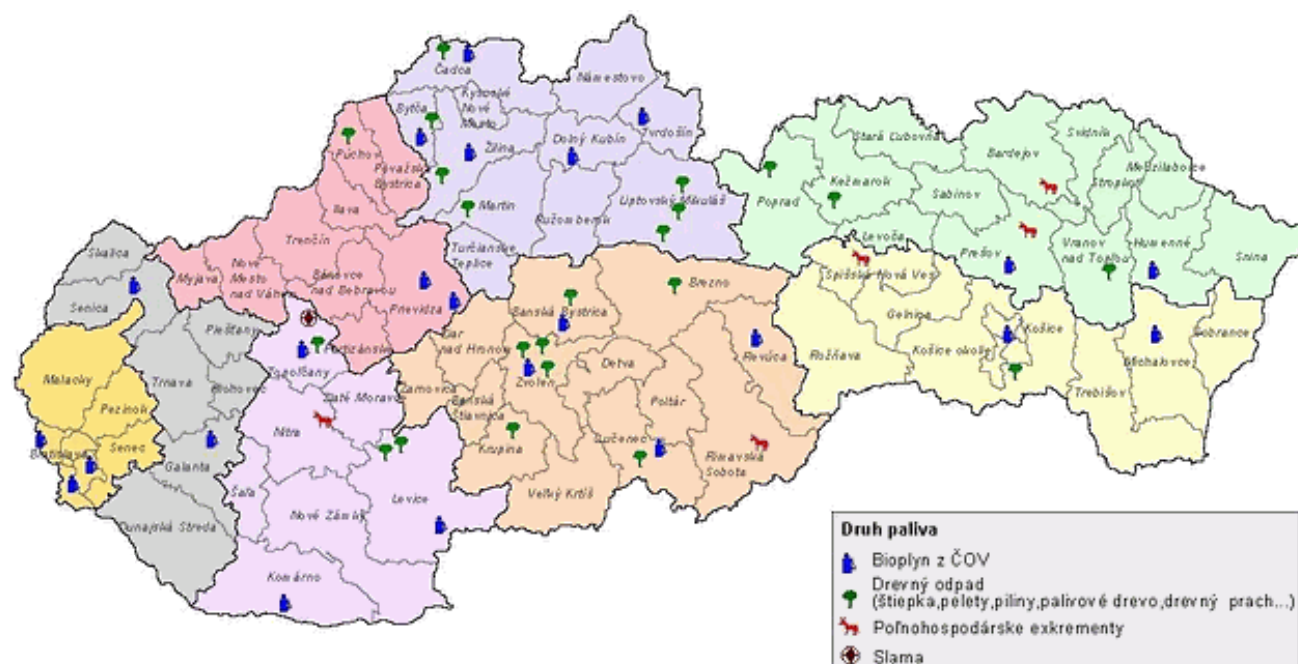 Čadca
Námestovo
Bytča
Kysucké
Nové
Mesto
Tvrdošín
Dolný Kubín
Žilina
Púchov
Považská
Bystrica
Stará Ľubovňa
Svidník
Bardejov
Medzilaborce
Stropkov
Kežmarok
Sabinov
Poprad
Liptovský Mikuláš
Martin
Ružomberok
Ilava
Levoča
Prešov
Vranov
nad Topľou
Humenné
Snina
Trenčín
Turčianske
Teplice
Skalica
Myjava
Nové
Mesto
nad Váhom
Bánovce
nad Bebravou
Spišská Nová Ves
Brezno
Prievidza
Senica
Banská Bystrica
Gelnica
Piešťany
Žiar
nad Hronom
Košice
Sobrance
Partizánske
Rožňava
Košice okolie
Revúca
Michalovce
Topoľčany
Detva
Malacky
Trnava
Hlohovec
Zvolen
Žarnovica
Trebišov
Zlaté Moravce
Poltár
Pezinok
Banská
Štiavnica
Nitra
Krupina
Lučenec
Senec
Bratislava
Rimavská
Sobota
Galanta
Šaľa
Levice
Veľký Krtíš
Nové Zámky
Dunajská Streda
Komárno
Druh paliva
Bioplyn z ČOV
Drevný odpad
(štiepka,pelety,piliny,palivové drevo,drevný prach...)
Poľnohospodárske exkrementy
Slama